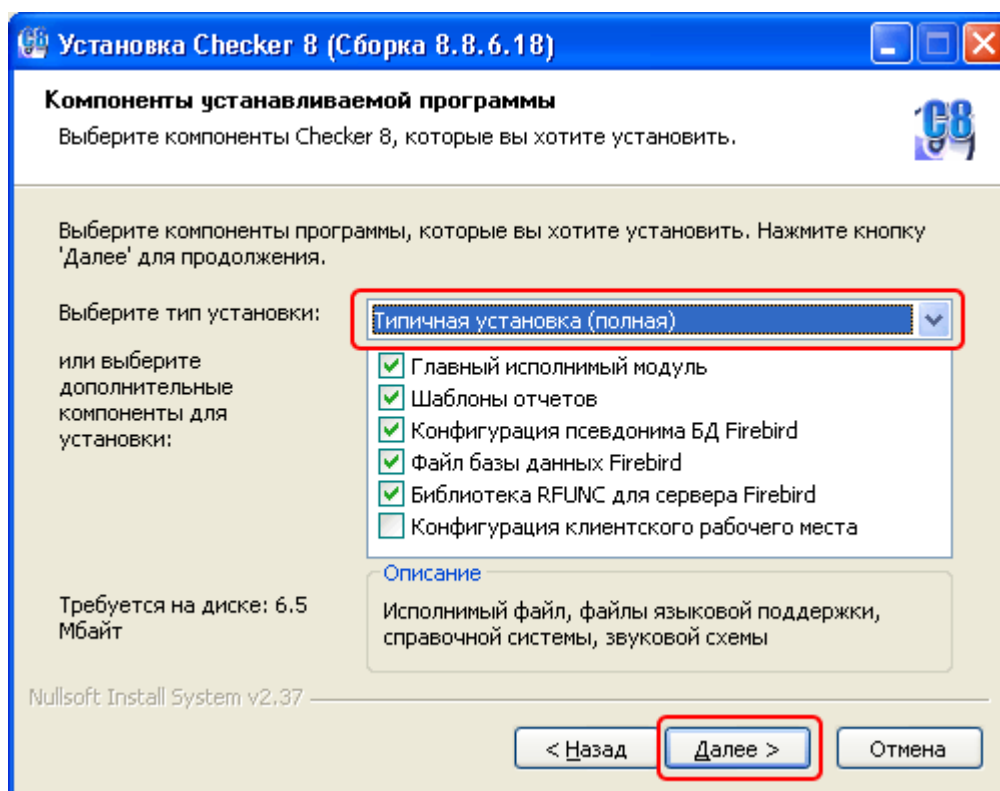 Установка Checker 8 (Сборка 8.8.6.18)
Компоненты устанавливаемой программы
Выберите компоненты Checker 8, которые вы хотите установить.
C8
Выберите компоненты программы, которые вы хотите установить. Нажмите кнопку
'Далее' для продолжения.
Выберите тип установки:
Типичная установка (полная)
или выберите
дополнительные
компоненты для
установки:
Главный исполнимый модуль
Шаблоны отчетов
Конфигурация псевдонима БД Firebird
Файл базы данных Firebird
Библиотека RFUNC для сервера Firebird
Конфигурация клиентского рабочего места
Описание
Требуется на диске: 6.5
Мбайт
Исполнимый файл, файлы языковой поддержки,
справочной системы, звуковой схемы
Nullsoft Install System v2.37
< Назад
Далее >
Отмена